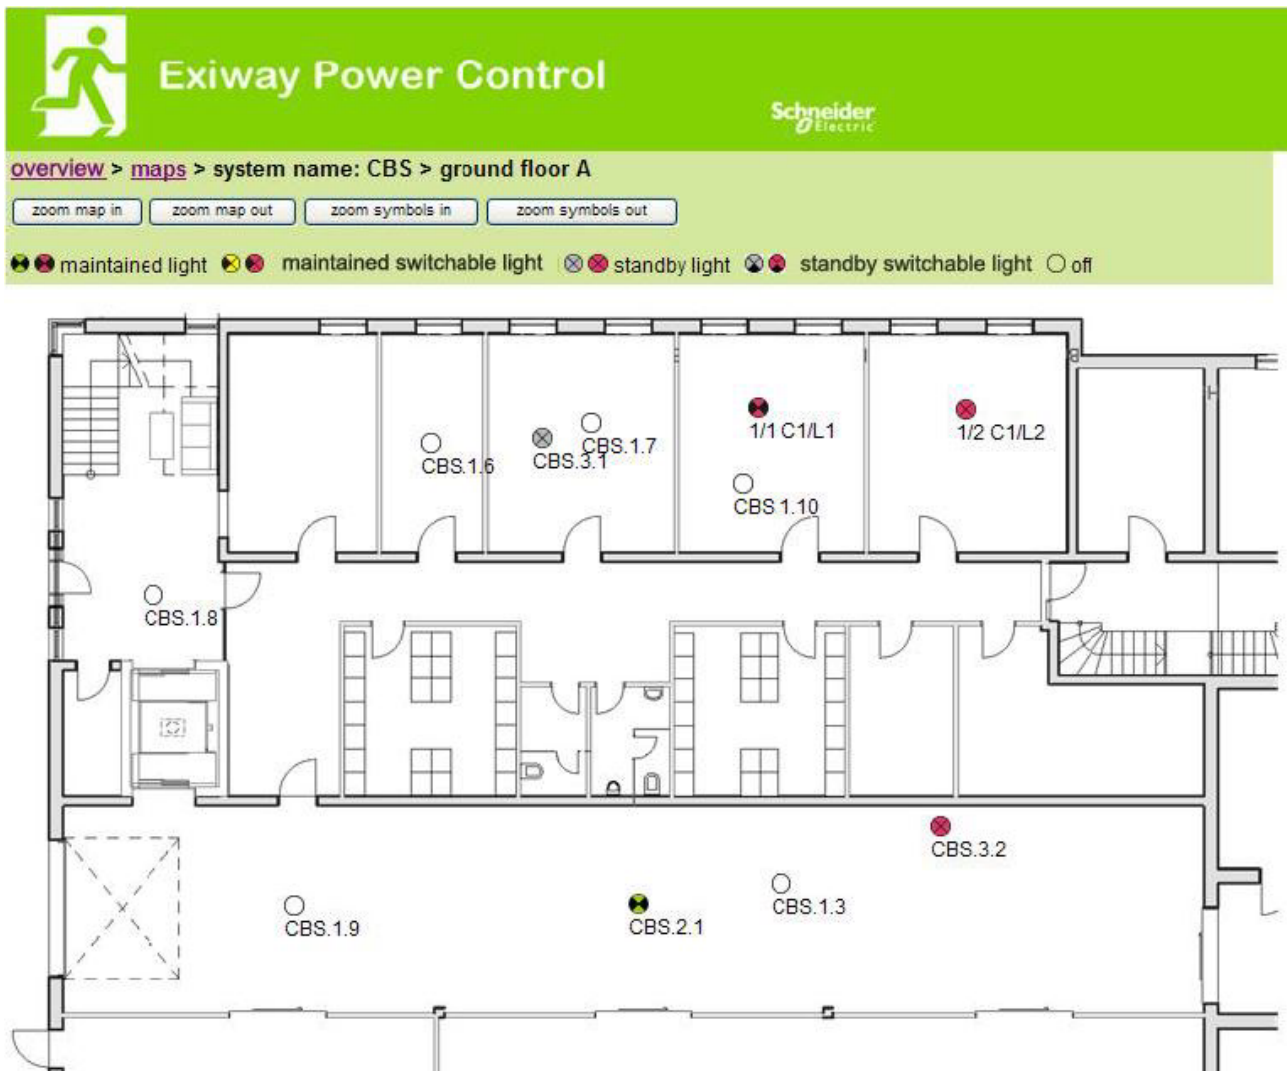 Exiway Power Control
Schneider
Electric
overview > maps > system name: CBS > ground floor A
zoom map in zoom map out zoom symbols in zoom symbols out
maintained light maintained switchable light standby light standby switchable light off
1/1 C1/L1
1/2 C1/L2
CBS.1.7
CBS.1.6
CBS.3.1
CBS 1.10
CBS.1.8
CBS.3.2
CBS.1.3
CBS.1.9
CBS.2.1